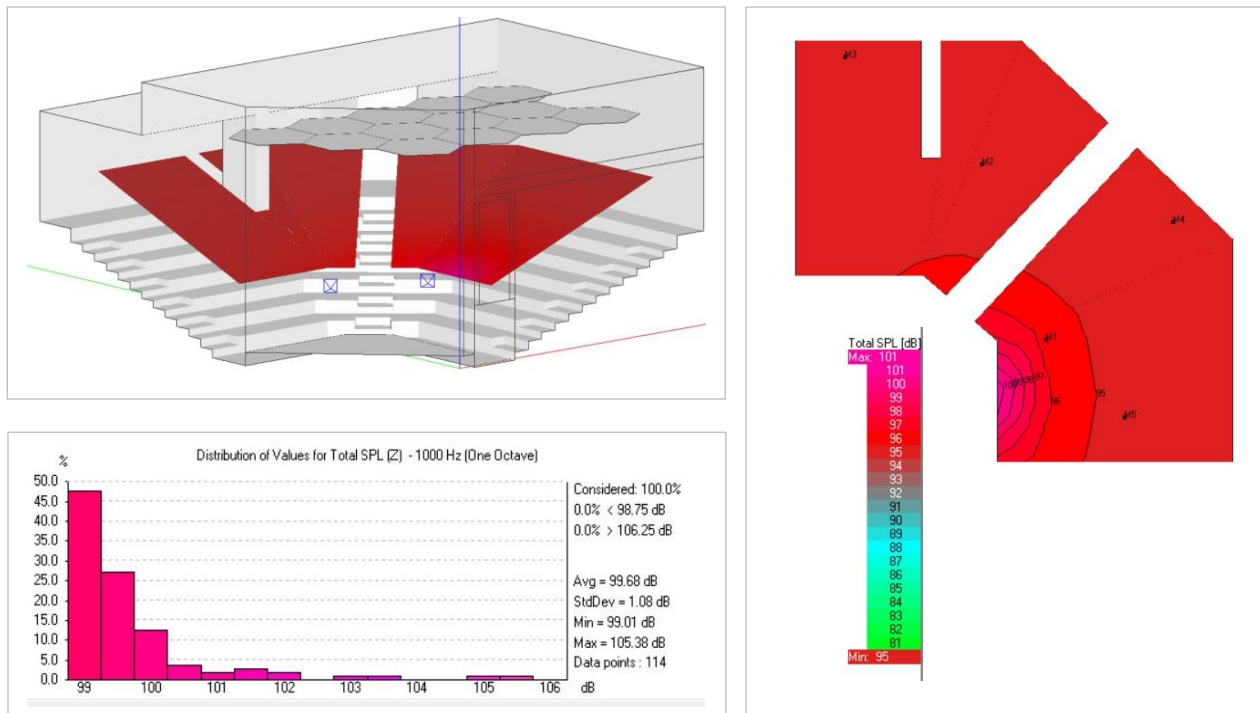 Distribution of Values for Total SPL (Z) - 1000 Hz (One Octave)
%
50.0
45.0
40.0
35.0
30.0
25.0
20.0
15.0
10.0
5.0
0.0
99 100 101 102 103 104 105 106 dB
Considered: 100.0%
0.0% < 98.75 dB
0.0% > 106.25 dB
Avg = 99.68 dB
StdDev = 1.08 dB
Min = 99.01 dB
Max = 105.38 dB
Data points : 114
M3
M2
M4
M1
97
96
95
M5
Total SPL [dB]
Max: 101
101
100
99
98
97
96
95
94
93
92
91
90
89
88
87
86
85
84
83
82
81
Min: 95